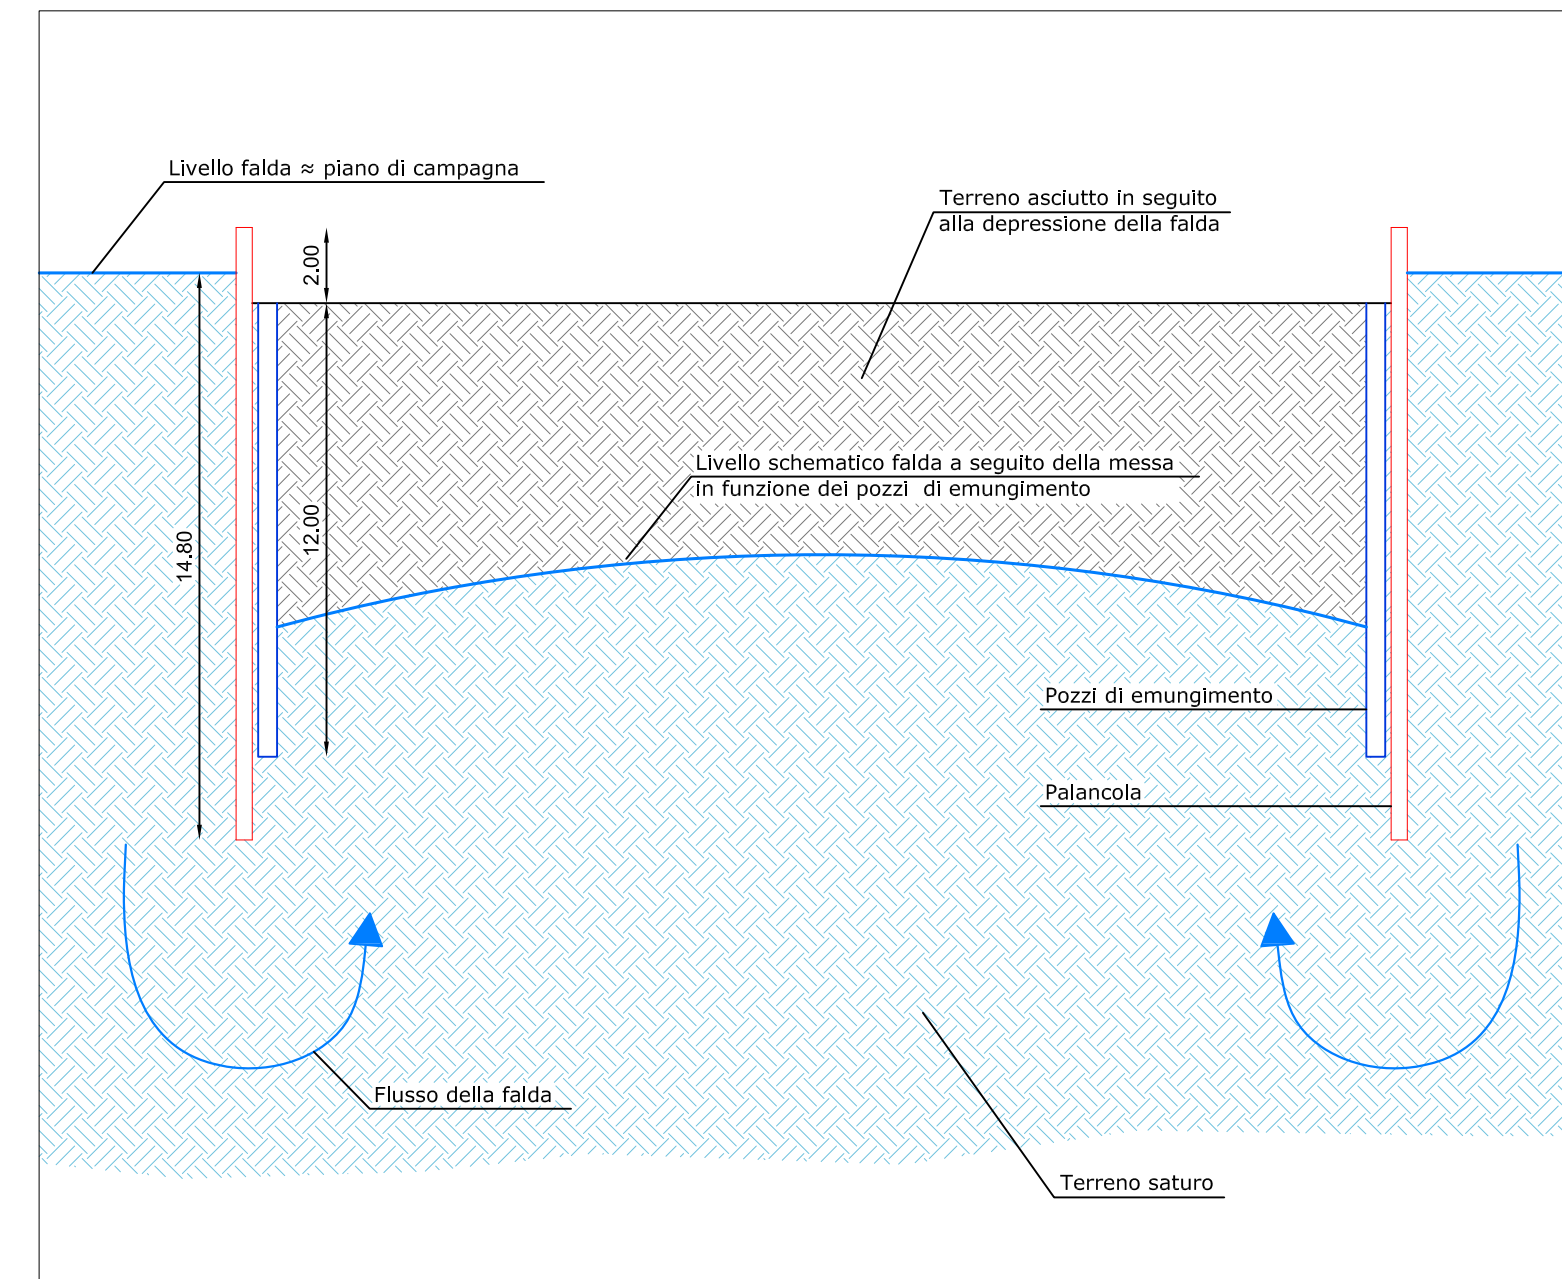 Livello falda ≈ piano di campagna
Terreno asciutto in seguito
alla depressione della falda
2.00
Livello schematico falda a seguito della messa
in funzione dei pozzi di emungimento
12.00
14.80
Pozzi di emungimento
Palancola
Flusso della falda
Terreno saturo